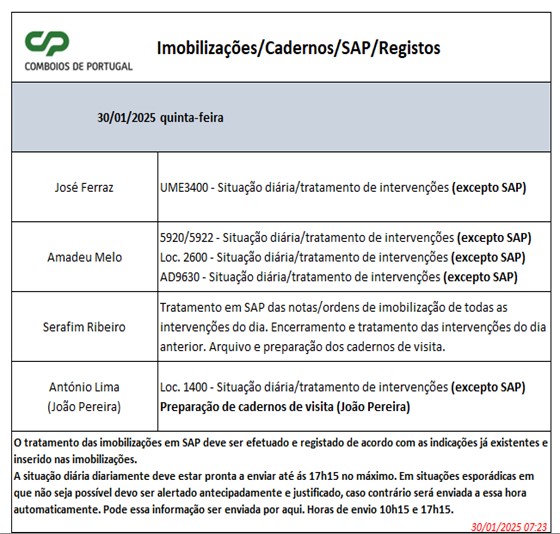 CP
COMBOIOS DE PORTUGAL
Imobilizações/Cadernos/SAP/Registos
30/01/2025 quinta-feira
José Ferraz
UME3400 - Situação diária/tratamento de intervenções (excepto SAP)
Amadeu Melo
5920/5922 - Situação diária/tratamento de intervenções (excepto SAP)
Loc. 2600 - Situação diária/tratamento de intervenções (excepto SAP)
AD9630 - Situação diária/tratamento de intervenções (excepto SAP)
Serafim Ribeiro
Tratamento em SAP das notas/ordens de imobilização de todas as
intervenções do dia. Encerramento e tratamento das intervenções do dia
anterior. Arquivo e preparação dos cadernos de visita.
António Lima
(João Pereira)
Loc. 1400 - Situação diária/tratamento de intervenções (excepto SAP)
Preparação de cadernos de visita (João Pereira)
O tratamento das imobilizações em SAP deve ser efetuado e registado de acordo com as indicações já existentes e
inserido nas imobilizações.
A situação diária diariamente deve estar pronta a enviar até ás 17h15 no máximo. Em situações esporádicas em
que não seja possível devo ser alertado antecipadamente e justificado, caso contrário será enviada a essa hora
automaticamente. Pode essa informação ser enviada por aqui. Horas de envio 10h15 e 17h15.
30/01/2025 07:23